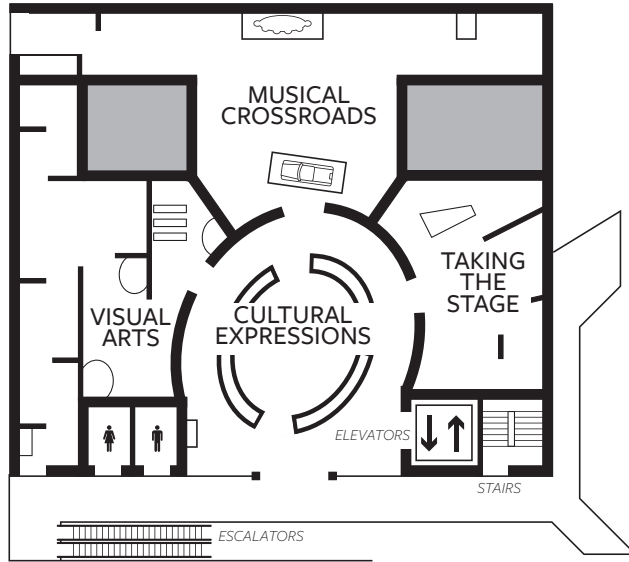 MUSICAL
CROSSROADS
TAKING
THE
STAGE
VISUAL
ARTS
CULTURAL
EXPRESSIONS
ELEVATORS
STAIRS
ESCALATORS